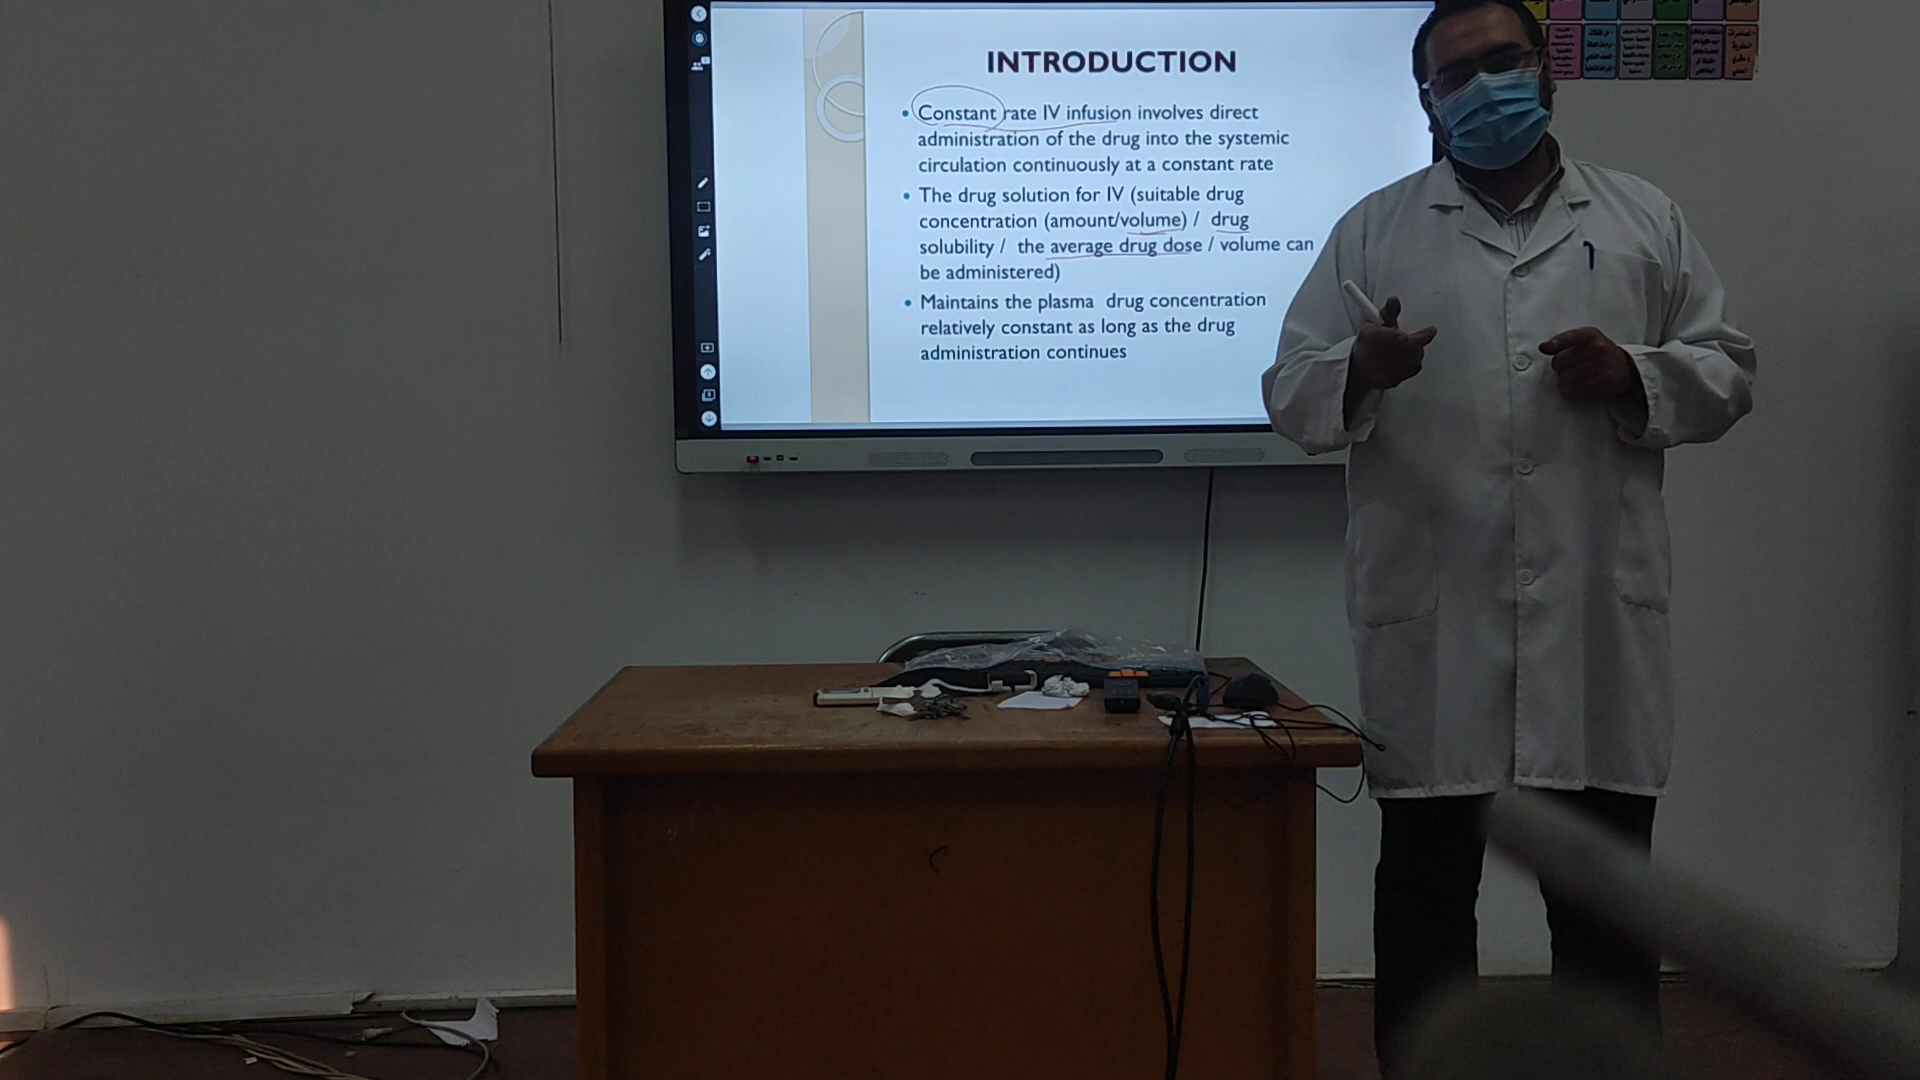 INTRODUCTION
• Constant rate IV infusion involves direct
administration of the drug into the systemic
circulation continuously at a constant rate
• The drug solution for IV (suitable drug
concentration (amount/volume) / drug
solubility / the average drug dose / volume can
be administered)
• Maintains the plasma drug concentration
relatively constant as long as the drug
administration continues